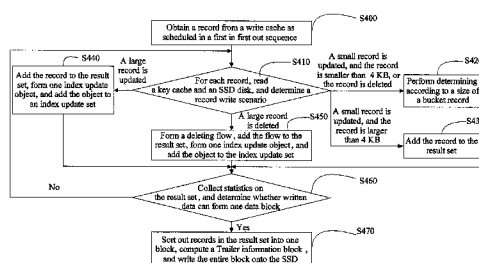 S400
Obtain a record from a write cache as
scheduled in a first in first out sequence
S440
A large
record is
updated
S410
A small record is
updated, and the
record is smaller
than 4 KB, or the
record is deleted
S42
Add the record to the result
set, form one index update
object, and add the object to
an index update set
For each record, read
a key cache and an SSD disk, and determine a
record write scenario
Perform determining
according to a size of
a bucket record
A large record
is deleted
S450
A small record is
updated, and the
record is larger
than 4 KB
S43
Form a deleting flow, add the flow to the
result set, form one index update object, and
add the object to the index update set
Add the record to the
result set
No
S460
Collect statistics on
the result set, and determine whether written
data can form one data block
Yes
S470
Sort out records in the result set into one
block, compute a Trailer information block,
and write the entire block onto the SSD